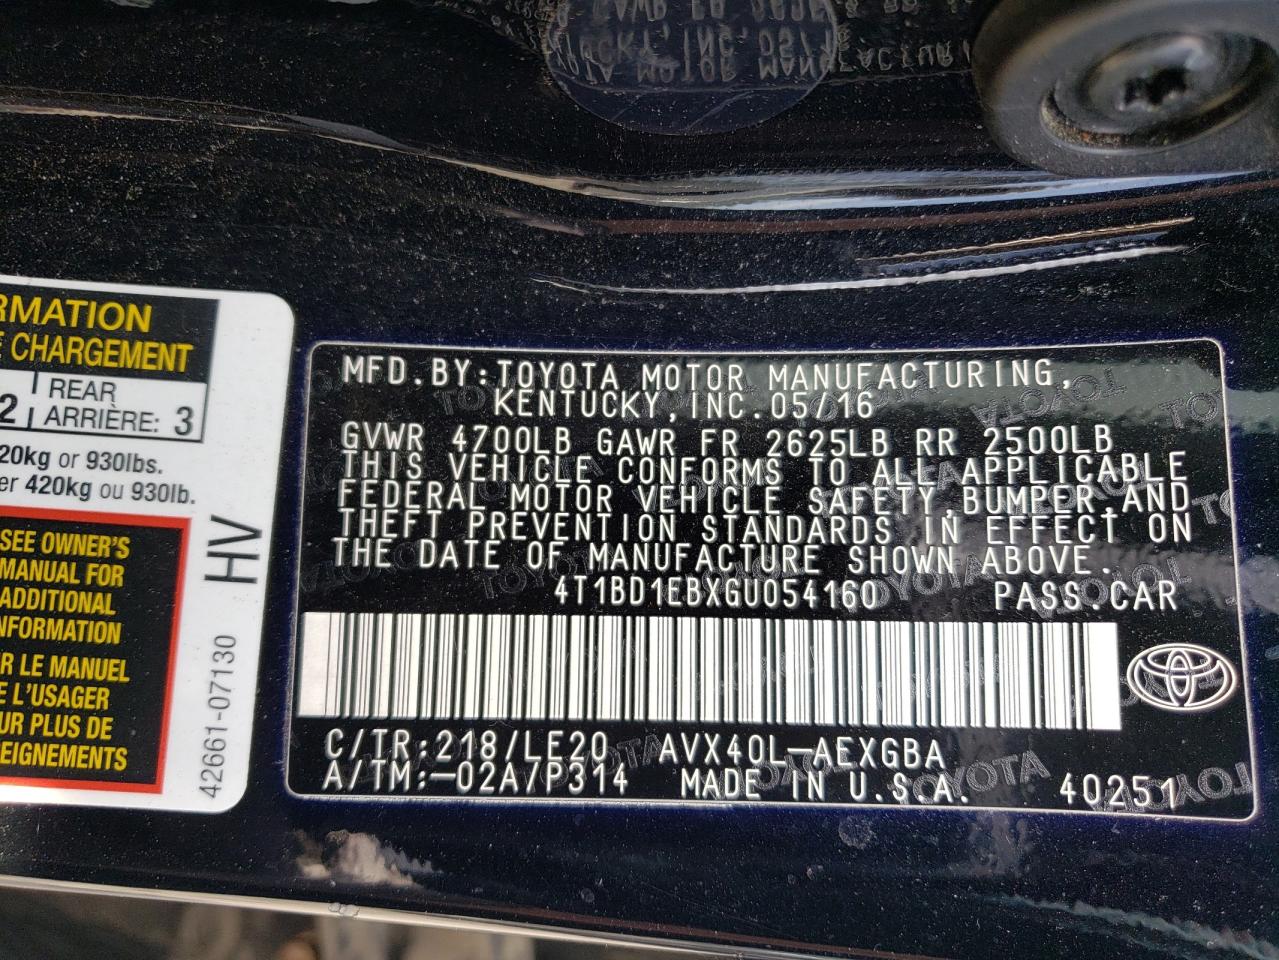 RMATION
E CHARGEMENT
2 REAR
ARRIÈRE: 3
20kg or 930lbs.
er 420kg ou 930lb.
SEE OWNER'S
MANUAL FOR
ADDITIONAL
NFORMATION
R LE MANUEL
E L'USAGER
UR PLUS DE
SEIGNEMENTS
HV
42661-07130
MFD.BY:TOYOTA MOTOR MANUFACTURING,
KENTUCKY,INC.05/16
GVWR 4700LB GAWR FR 2625LB RR 2500LB
THIS VEHICLE CONFORMS TO ALL APPLICABLE
FEDERAL MOTOR VEHICLE SAFETY,BUMPER,AND
THEFT PREVENTION STANDARDS IN EFFECT ON
THE DATE OF MANUFACTURE SHOWN ABOVE.
4T1BD1EBXGU054160 PASS.CAR
C/TR:218/LE20 AVX40L-AEXGBA
A/TM:-02A/P314 MADE IN U.S.A. 40251